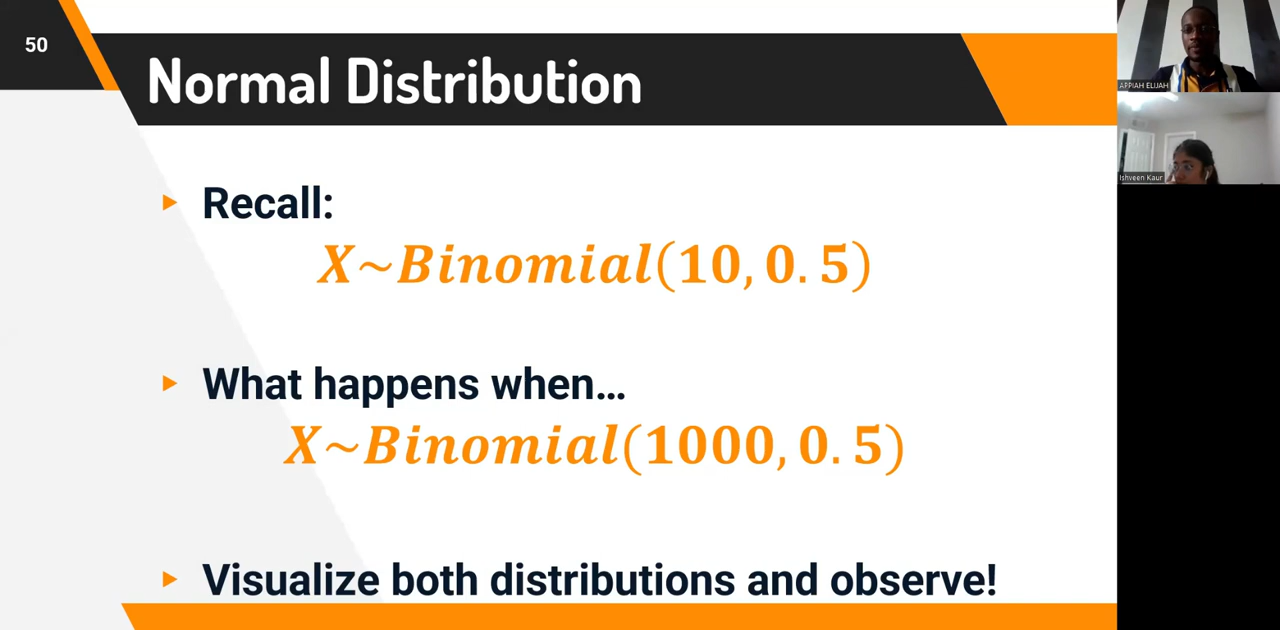 50
Normal Distribution
APPIAH ELIJAH
Ishveen Kaur
▸ Recall:
X~Binomial(10, 0.5)
▸ What happens when…
X~Binomial(1000, 0.5)
▸ Visualize both distributions and observe!